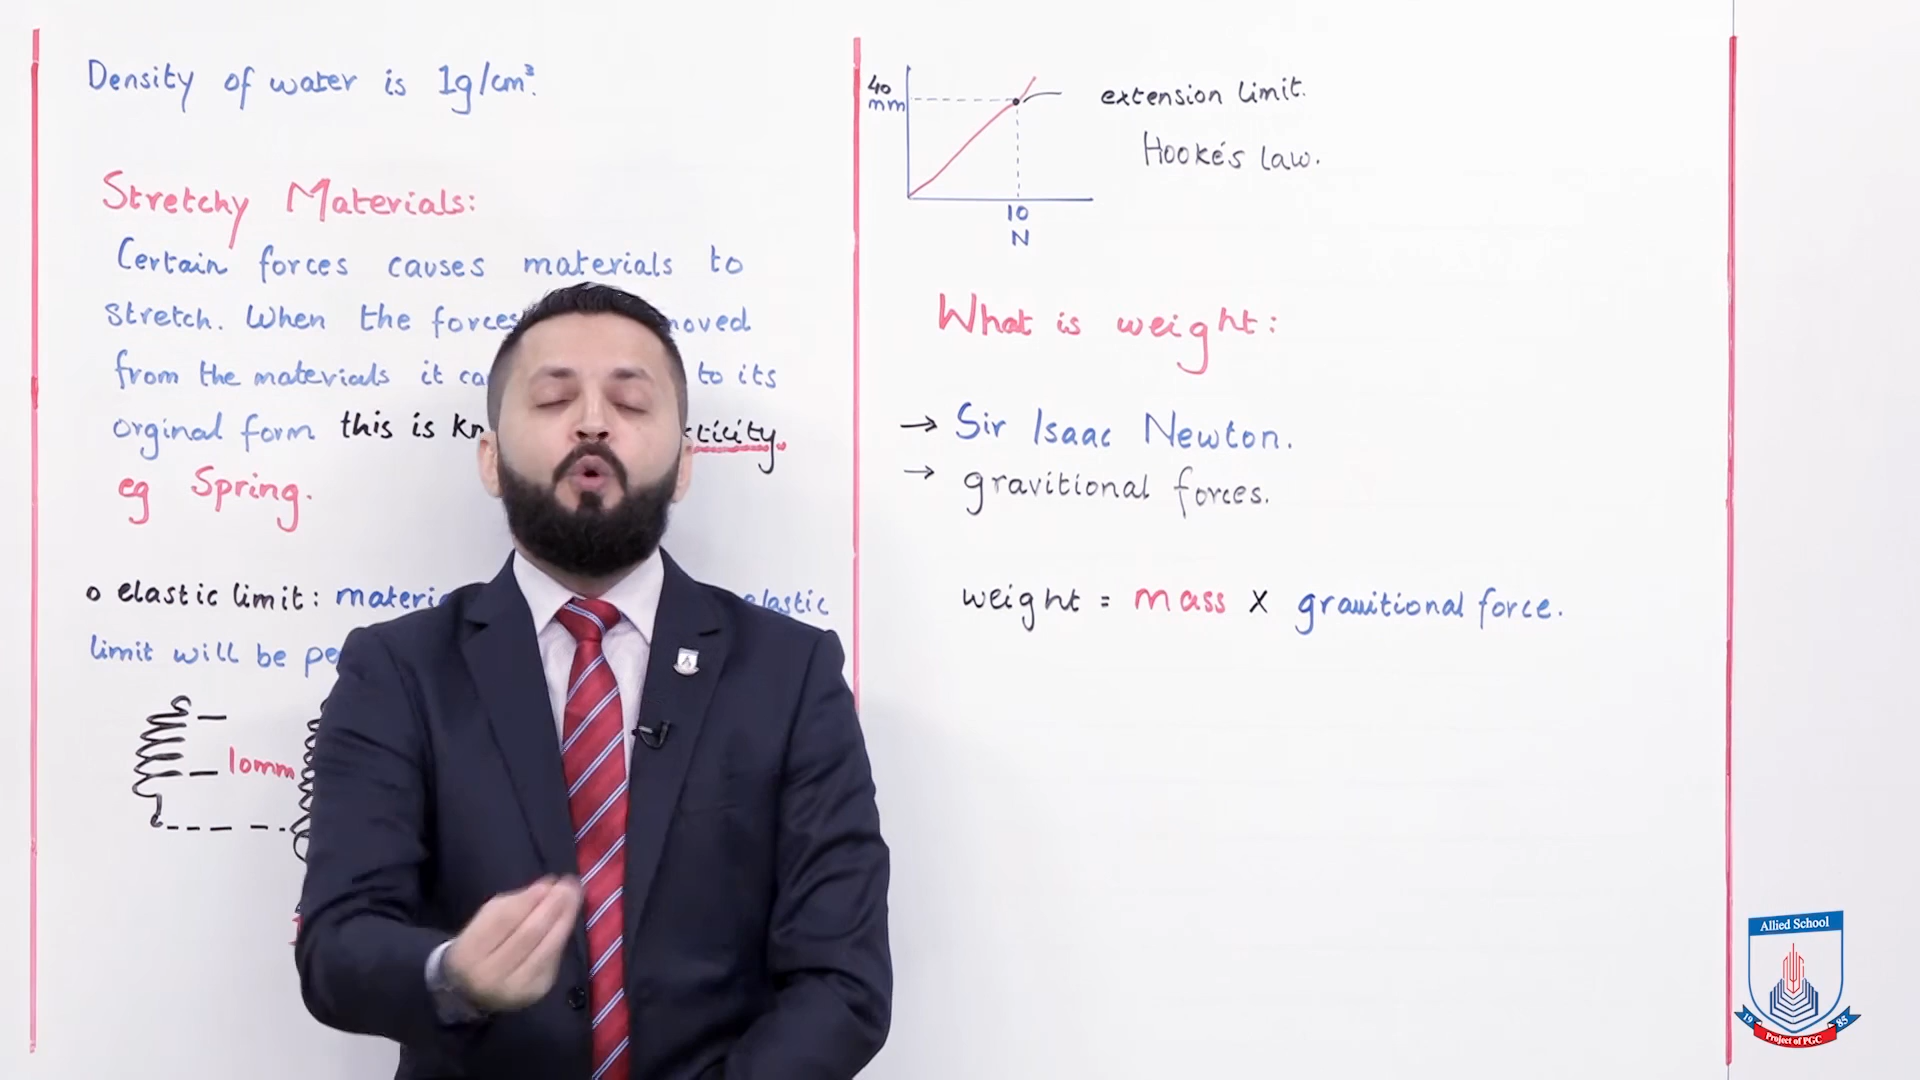 Density of water is 1g/cm³.
Stretchy Materials:
Certain forces causes materials to
stretch. When the forces
from the materials it to its
orginal form this is
eg Spring.
o elastic limit: elastic
limit will be
10mm
40
mm
extension limit.
Hooke's law.
10
N
What is weight:
→ Sir Isaac Newton.
→ gravitional forces.
weight = mass x gravitional force.
Allied School
19 85
Project of PGC